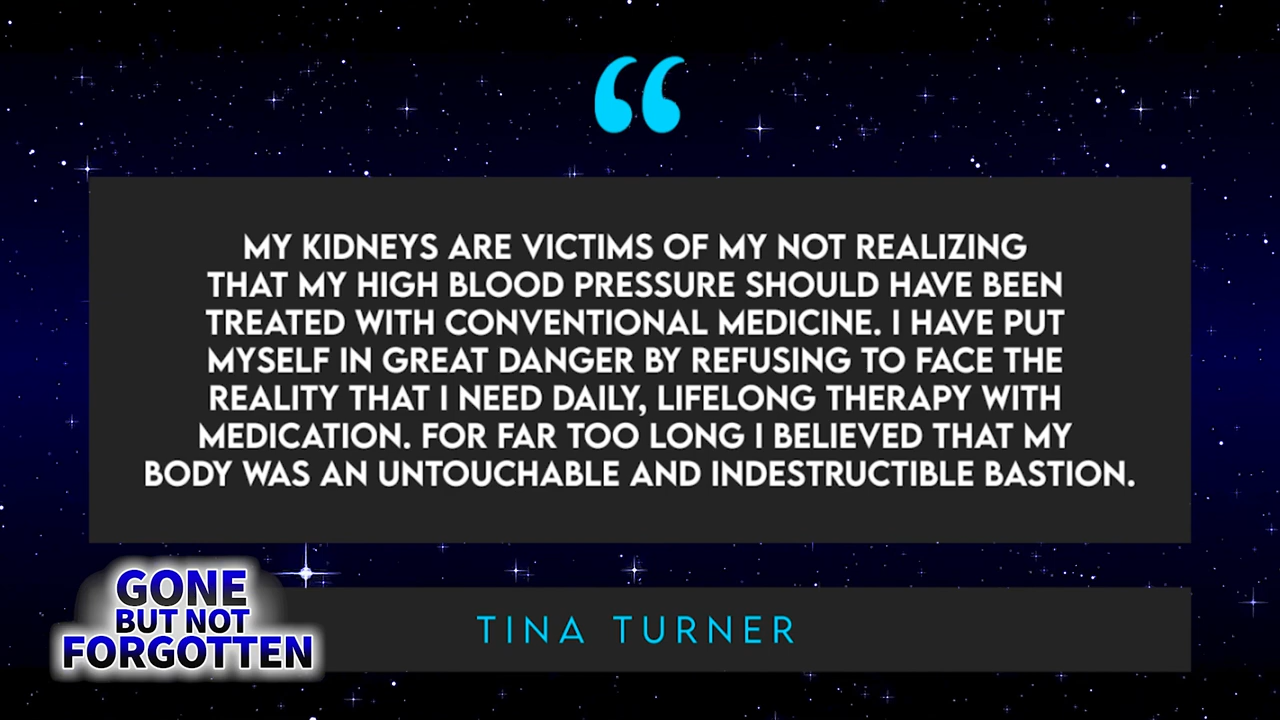 “
MY KIDNEYS ARE VICTIMS OF MY NOT REALIZING
THAT MY HIGH BLOOD PRESSURE SHOULD HAVE BEEN
TREATED WITH CONVENTIONAL MEDICINE. I HAVE PUT
MYSELF IN GREAT DANGER BY REFUSING TO FACE THE
REALITY THAT I NEED DAILY, LIFELONG THERAPY WITH
MEDICATION. FOR FAR TOO LONG I BELIEVED THAT MY
BODY WAS AN UNTOUCHABLE AND INDESTRUCTIBLE BASTION.
GONE
BUT NOT
FORGOTTEN
TINA TURNER